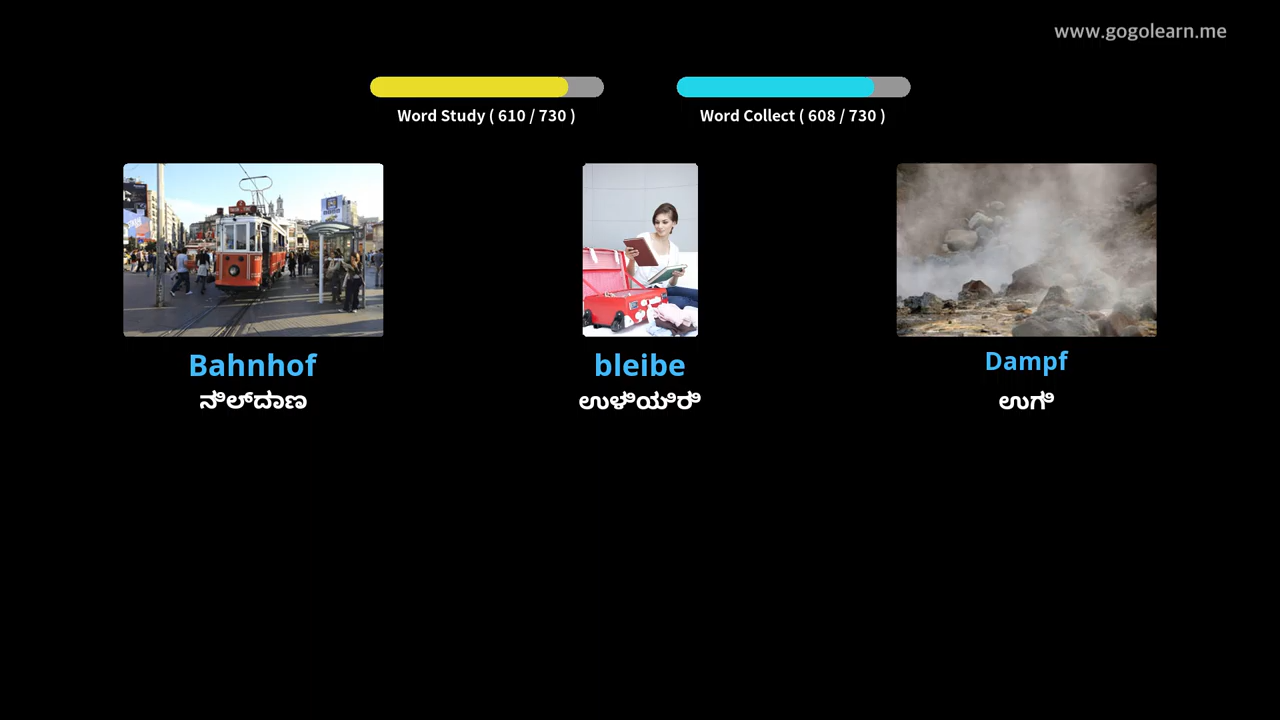 www.gogolearn.me
Word Study ( 610 / 730 )
Word Collect ( 608 / 730 )
Bahnhof
ನಿಲ್ದಾಣ
bleibe
ಉಳಿಯಿರಿ
Dampf
ಉಗಿ